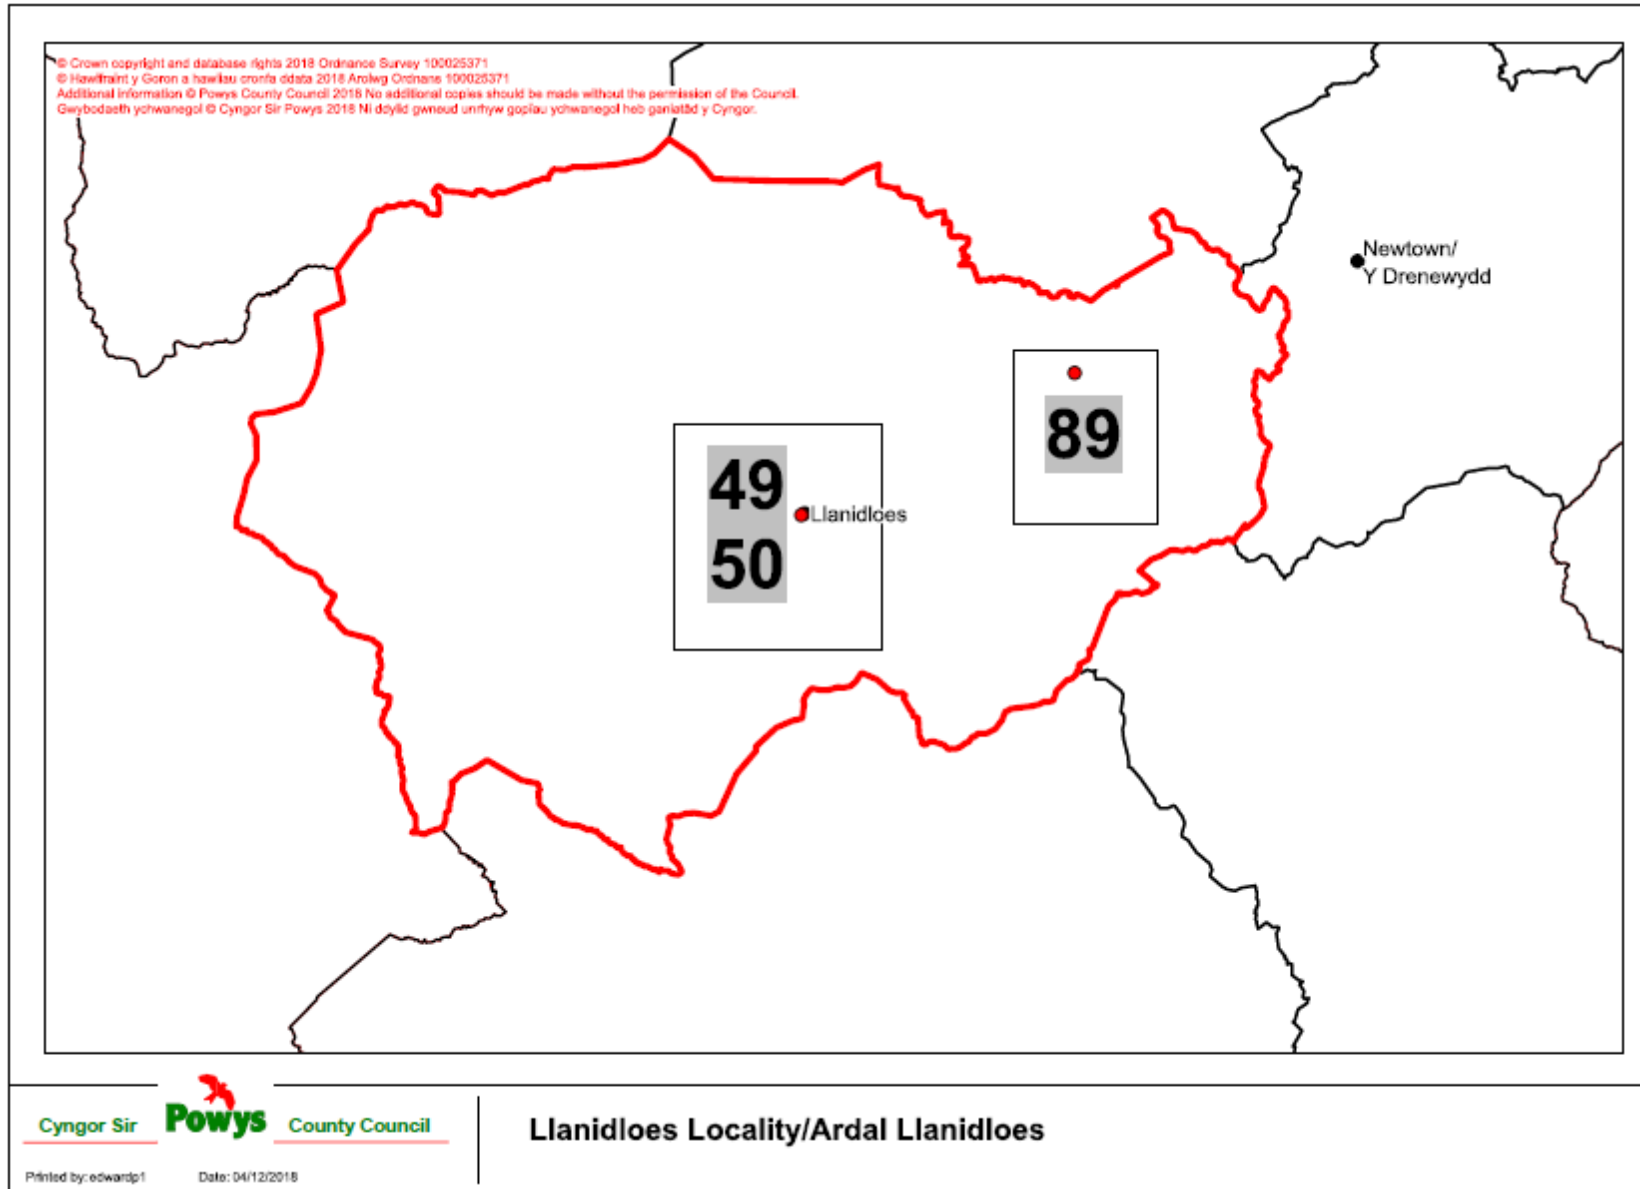 © Crown copyright and database rights 2018 Ordnance Survey 100025371
© Hawlfraint y Goron a hawliau cronfa ddata 2018 Arolwg Ordnans 100025371
Additional information © Powys County Council 2018 No additional copies should be made without the permission of the Council.
Gwybodaeth ychwanegol © Cyngor Sir Powys 2018 Ni ddylid gwneud unrhyw gopïau ychwanegol heb ganiatâd y Cyngor.
Newtown/
Y Drenewydd
89
49
Llanidloes
50
Cyngor Sir Powys County Council
Llanidloes Locality/Ardal Llanidloes
Printed by: edwardp1 Date: 04/12/2018